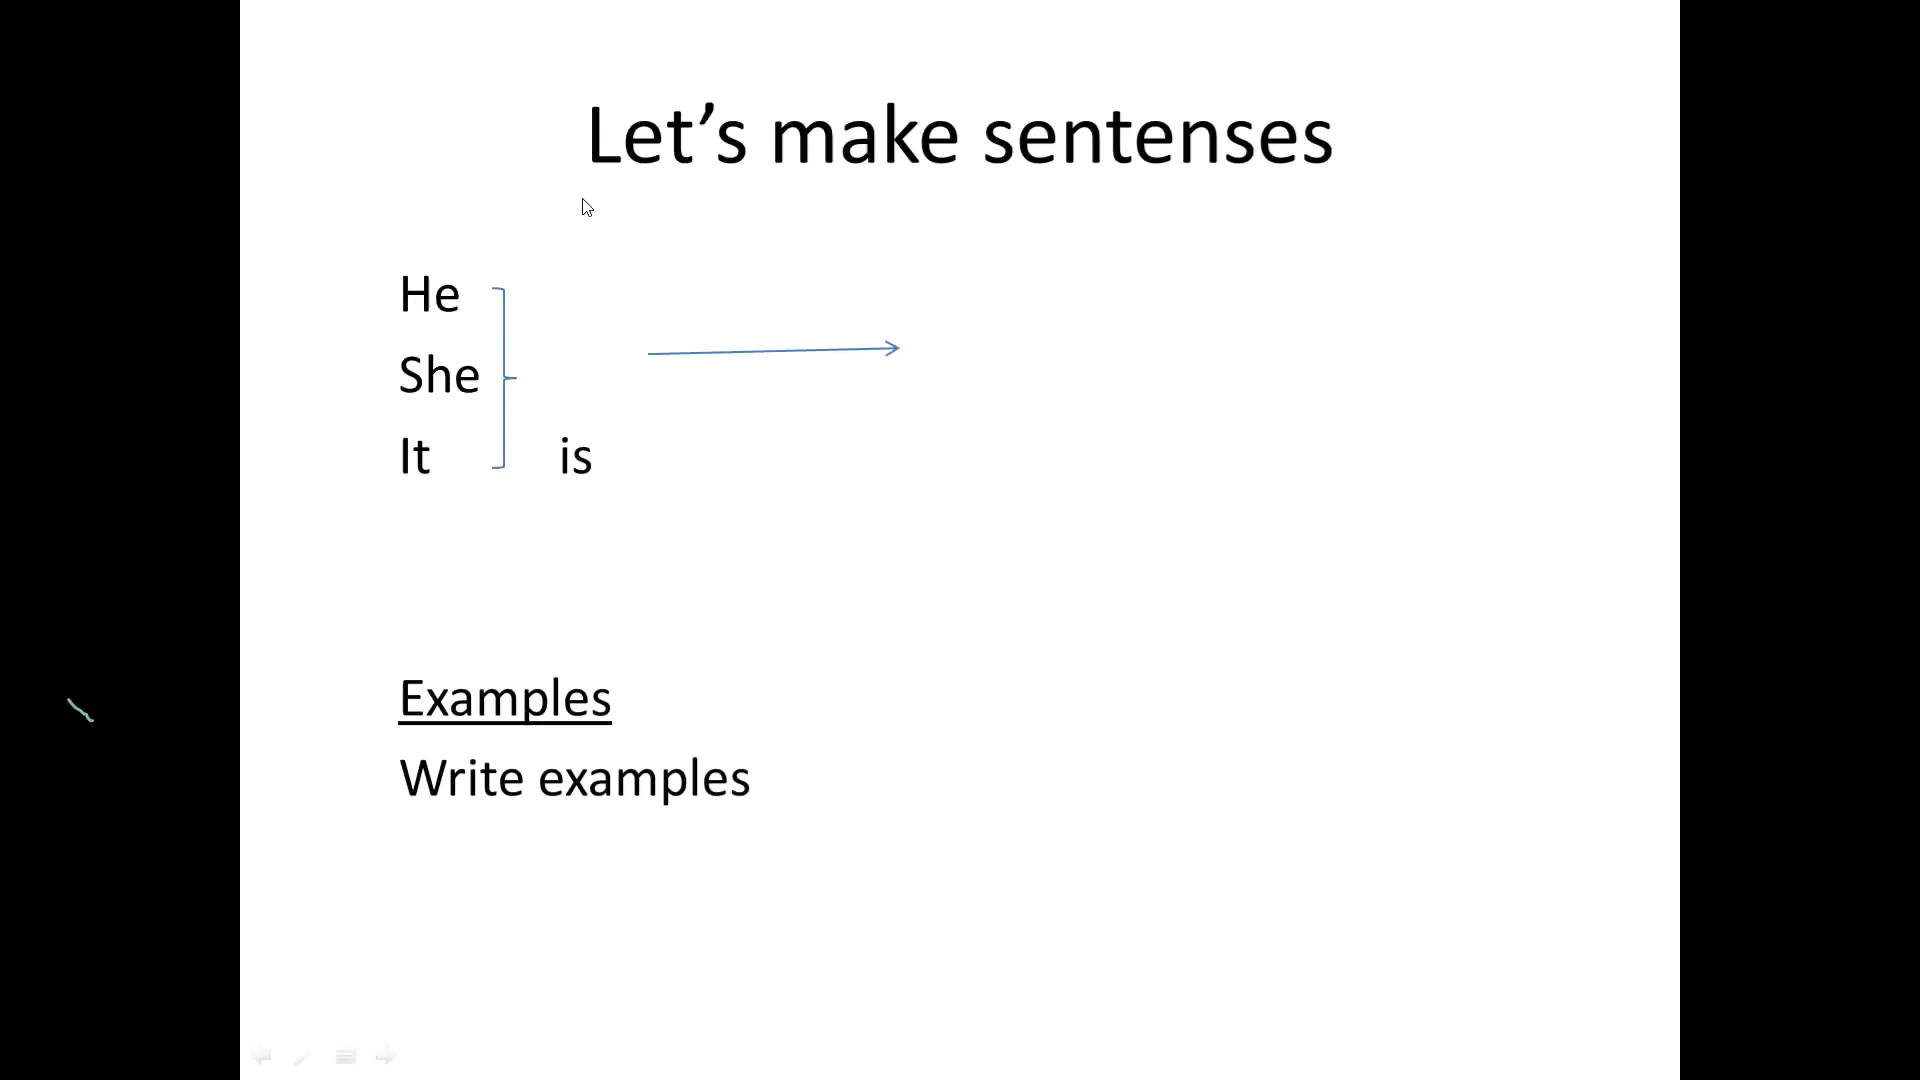 Let’s make sentenses
He
She
It is
Examples
Write examples